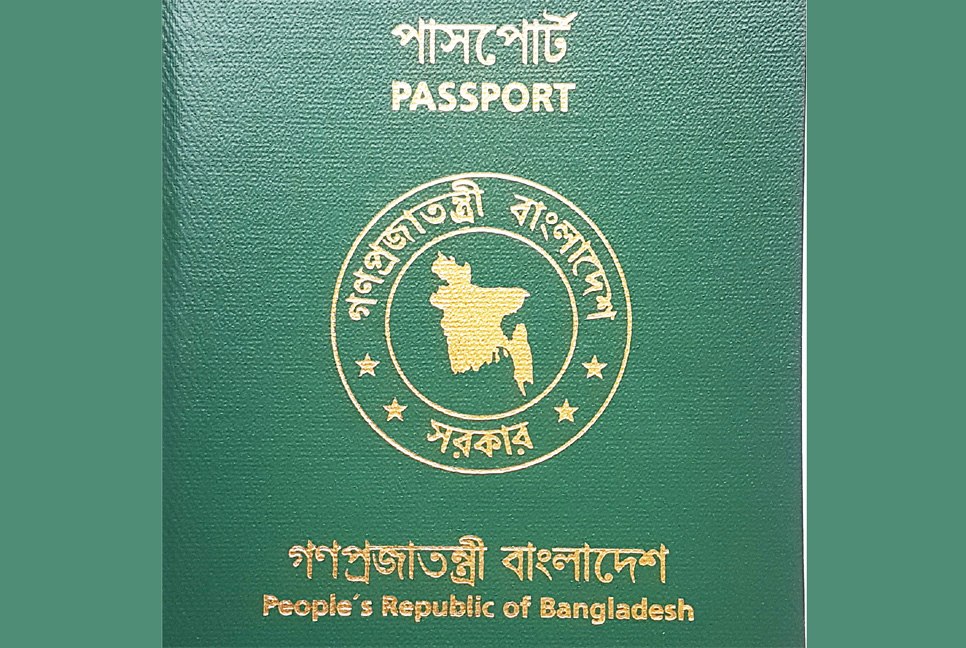 পাসপোর্ট
PASSPORT
গণপ্রজাতন্ত্রী বাংলাদেশ
সরকার
গণপ্রজাতন্ত্রী বাংলাদেশ
People´s Republic of Bangladesh